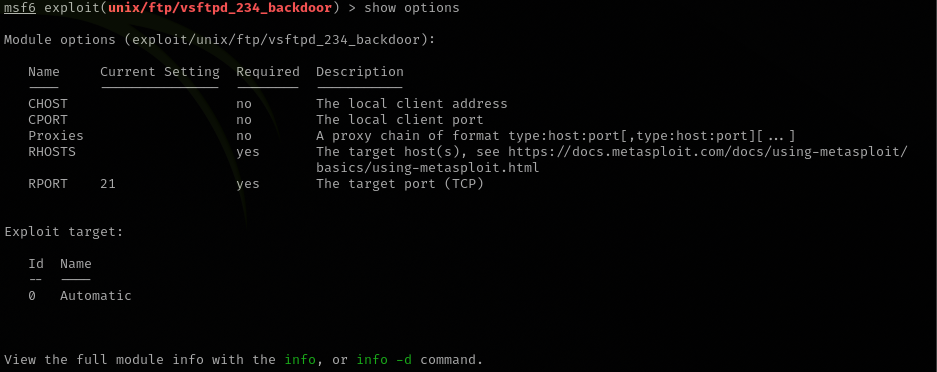 msf6 exploit(unix/ftp/vsftpd_234_backdoor) > show options
Module options (exploit/unix/ftp/vsftpd_234_backdoor):
Name Current Setting Required Description
---- --------------- -------- -----------
CHOST no The local client address
CPORT no The local client port
Proxies no A proxy chain of format type:host:port[,type:host:port][...]
RHOSTS yes The target host(s), see https://docs.metasploit.com/docs/using-metasploit/
basics/using-metasploit.html
RPORT 21 yes The target port (TCP)
Exploit target:
Id Name
-- ----
0 Automatic
View the full module info with the info, or info -d command.